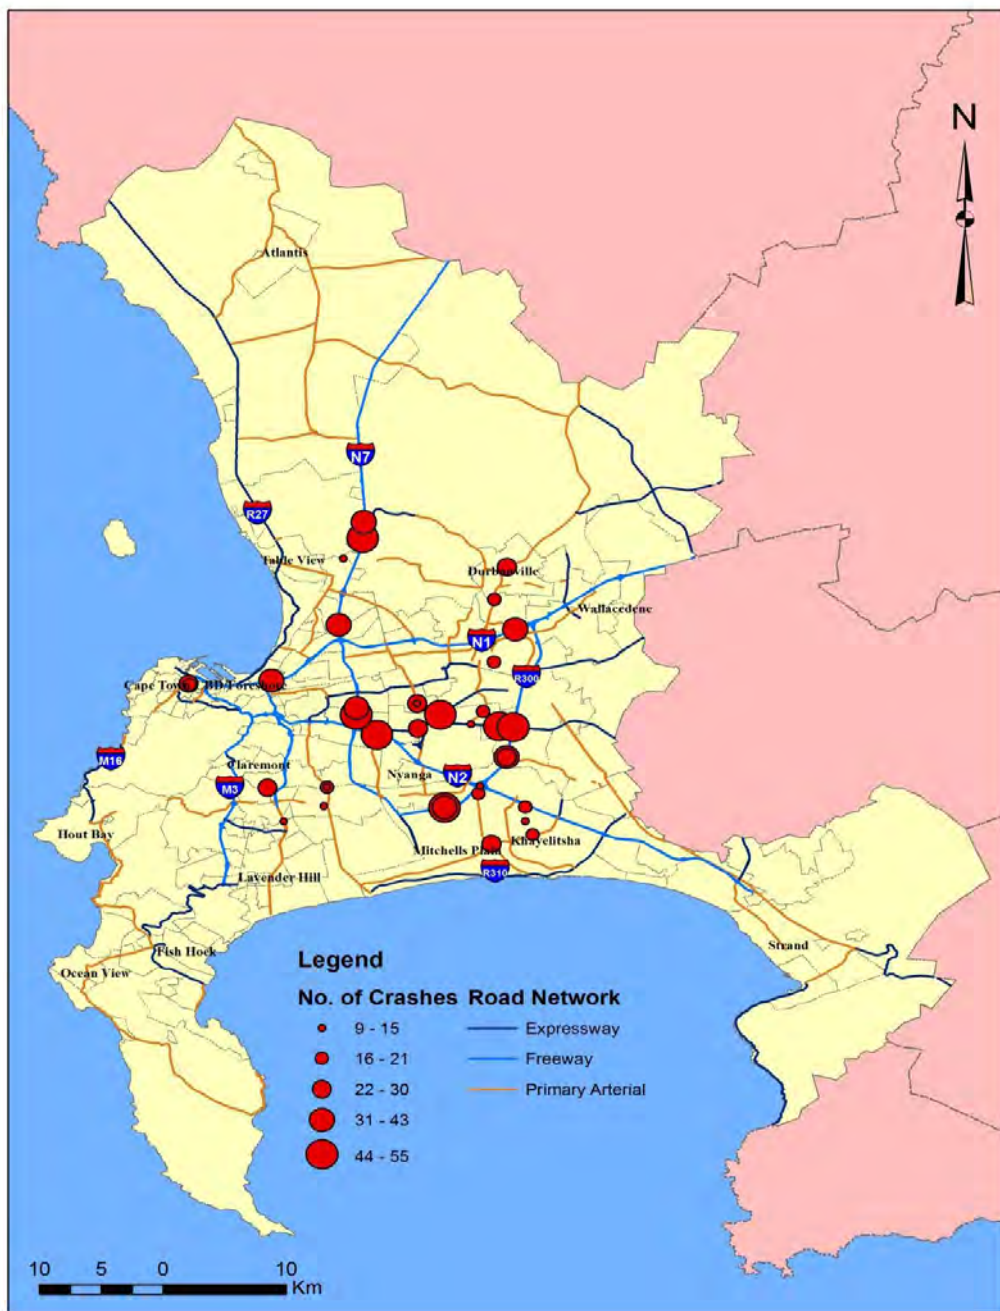 N
Atlantis
N7
R27
Table View
Durbanville
Wallacedene
N1
R300
Cape Town CBD/Foreshore
M16
Claremont
Nyanga
N2
M3
Hout Bay
Mitchells Plain
Khayelitsha
R310
Lavender Hill
Fish Hoek
Ocean View
Strand
Legend
No. of Crashes Road Network
9 - 15 Expressway
16 - 21 Freeway
22 - 30 Primary Arterial
31 - 43
44 - 55
10 5 0 10
Km